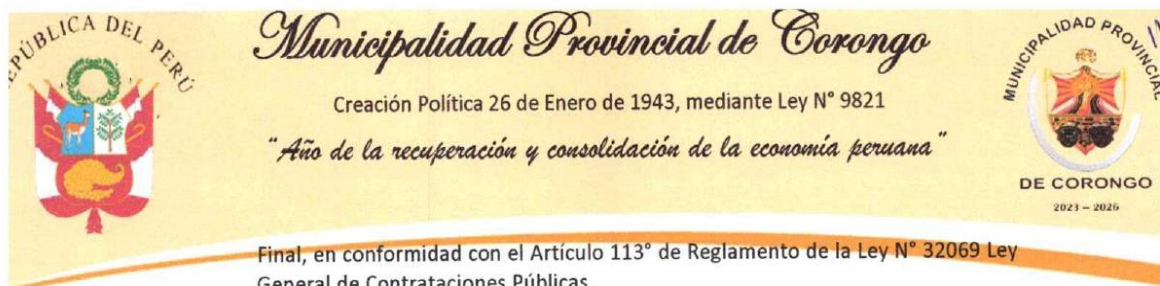 REPÚBLICA DEL PERÚ
Municipalidad Provincial de Corongo
Creación Política 26 de Enero de 1943, mediante Ley N° 9821
"Año de la recuperación y consolidación de la economía peruana"
MUNICIPALIDAD PROVINCIAL
DE CORONGO
2023 – 2026
Final, en conformidad con el Artículo 113° de Reglamento de la Ley N° 32069 Ley
General de Contrataciones Públicas